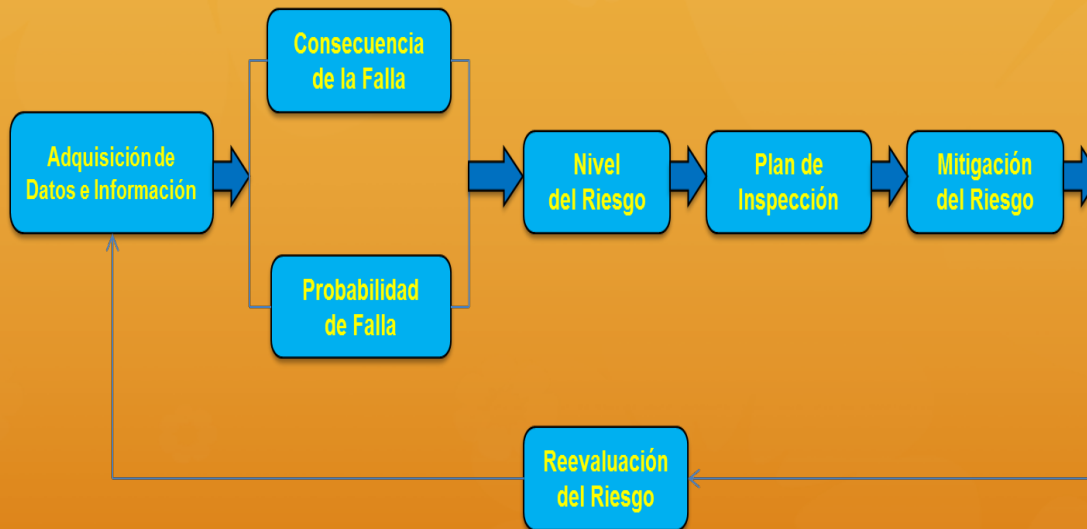 Consecuencia
de la Falla
Adquisición de
Datos e Información
Nivel
del Riesgo
Plan de
Inspección
Mitigación
del Riesgo
Probabilidad
de Falla
Reevaluación
del Riesgo